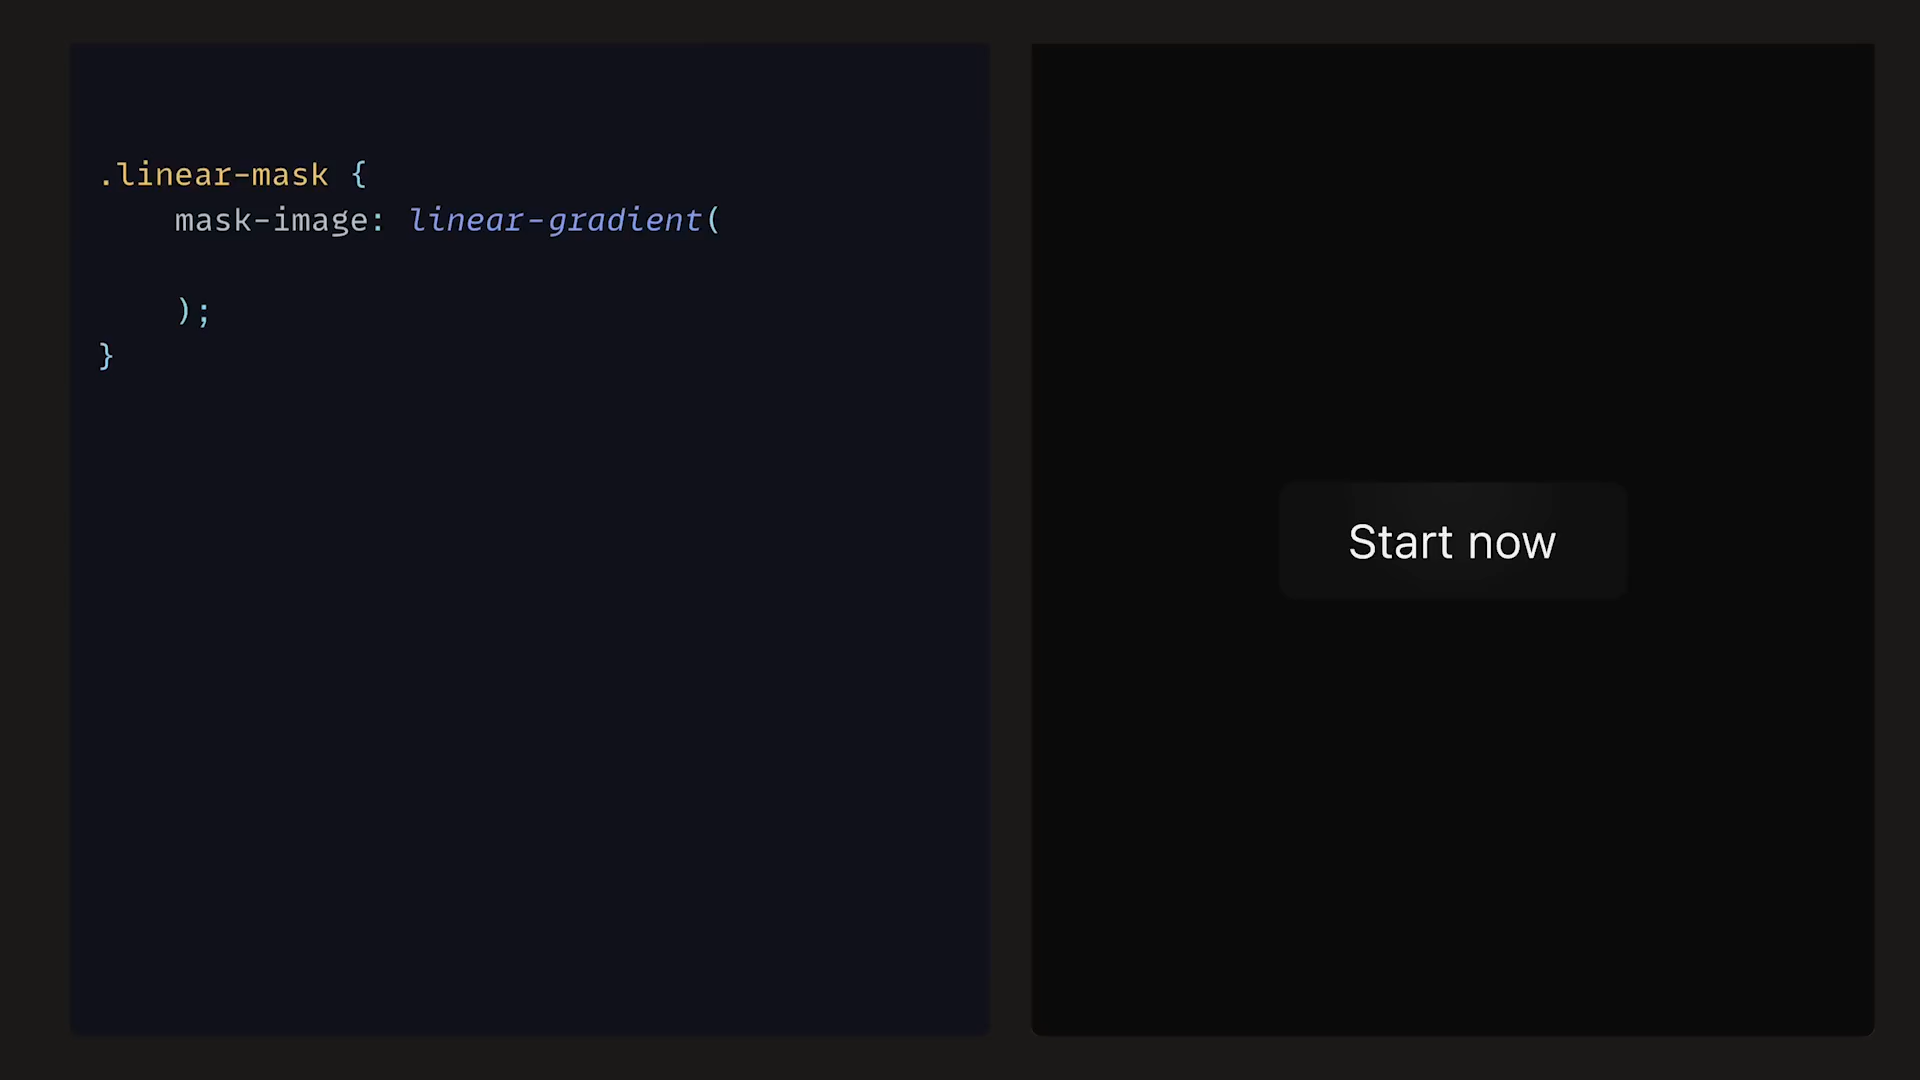 .linear-mask {
    mask-image: linear-gradient(
    );
}
Start now